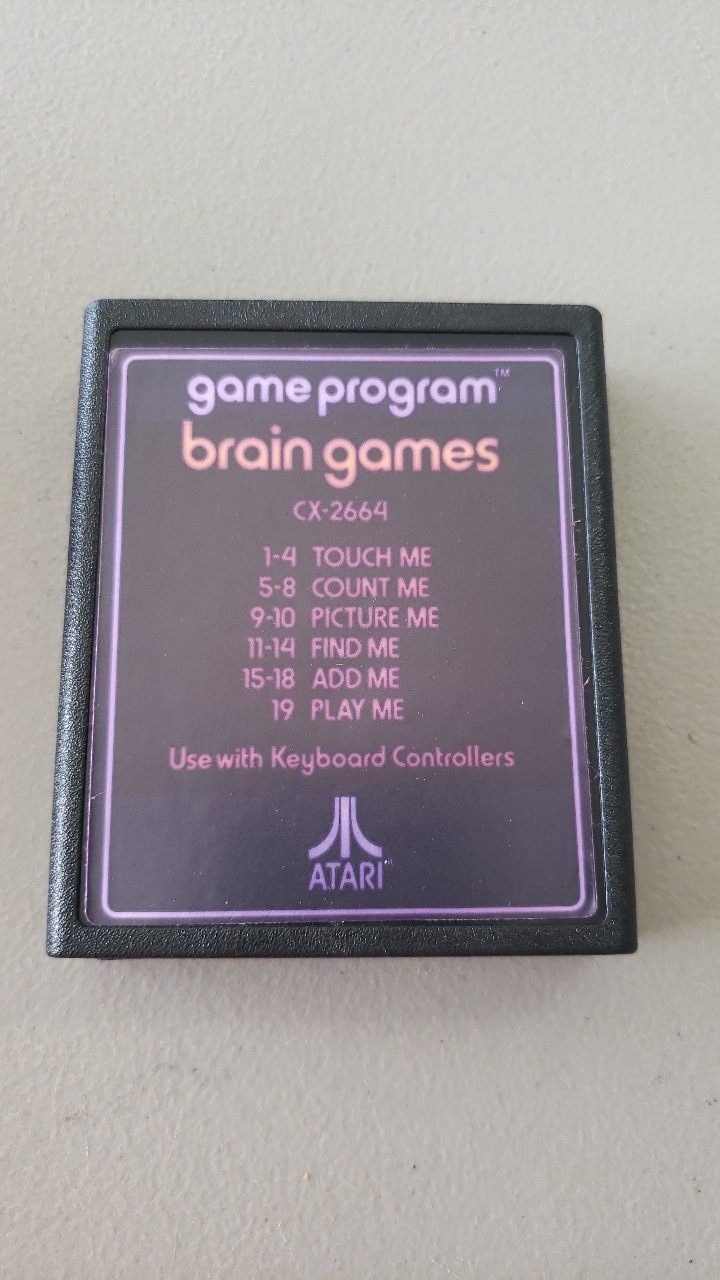 game program™
brain games
CX-2664
1-4 TOUCH ME
5-8 COUNT ME
9-10 PICTURE ME
11-14 FIND ME
15-18 ADD ME
19 PLAY ME
Use with Keyboard Controllers
ATARI™